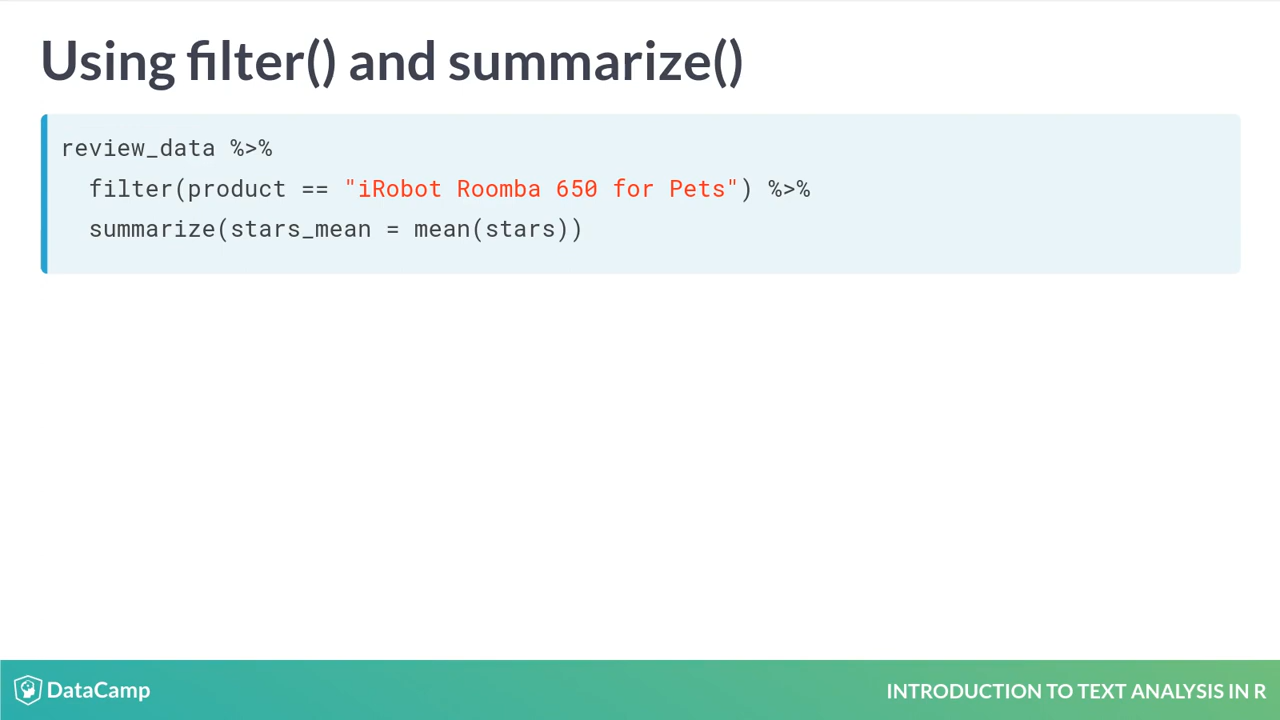 Using filter() and summarize()
review_data %>%
  filter(product == "iRobot Roomba 650 for Pets") %>%
  summarize(stars_mean = mean(stars))
DataCamp
INTRODUCTION TO TEXT ANALYSIS IN R